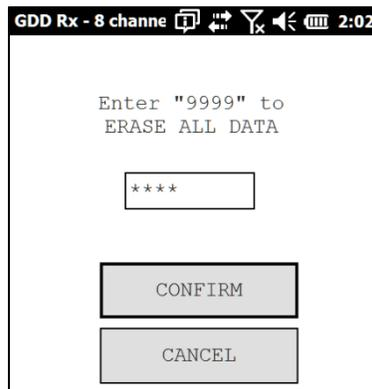 GDD Rx - 8 channe 2:02
Enter "9999" to
ERASE ALL DATA
****
CONFIRM
CANCEL